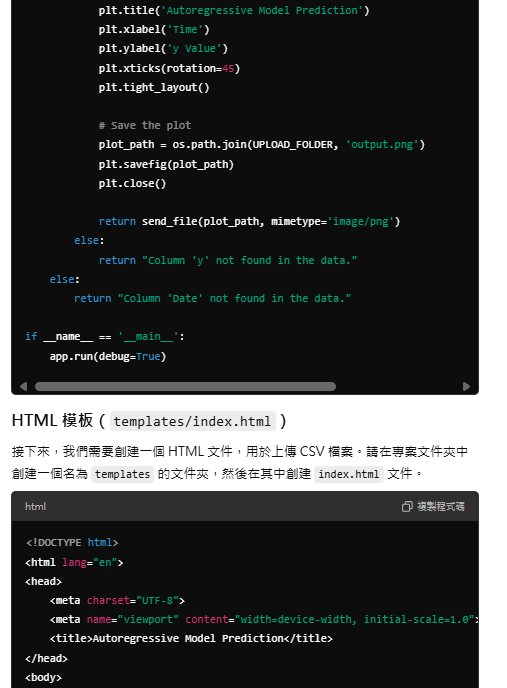 plt.title('Autoregressive Model Prediction')
plt.xlabel('Time')
plt.ylabel('y Value')
plt.xticks(rotation=45)
plt.tight_layout()
# Save the plot
plot_path = os.path.join(UPLOAD_FOLDER, 'output.png')
plt.savefig(plot_path)
plt.close()
return send_file(plot_path, mimetype='image/png')
else:
return "Column 'y' not found in the data."
else:
return "Column 'Date' not found in the data."
if __name__ == '__main__':
app.run(debug=True)
HTML 模板 ( templates/index.html )
接下來，我們需要創建一個 HTML 文件，用於上傳 CSV 檔案。請在專案文件夾中
創建一個名為 templates 的文件夾，然後在其中創建 index.html 文件。
html 複製程式碼
<!DOCTYPE html>
<html lang="en">
<head>
<meta charset="UTF-8">
<meta name="viewport" content="width=device-width, initial-scale=1.0">
<title>Autoregressive Model Prediction</title>
</head>
<body>